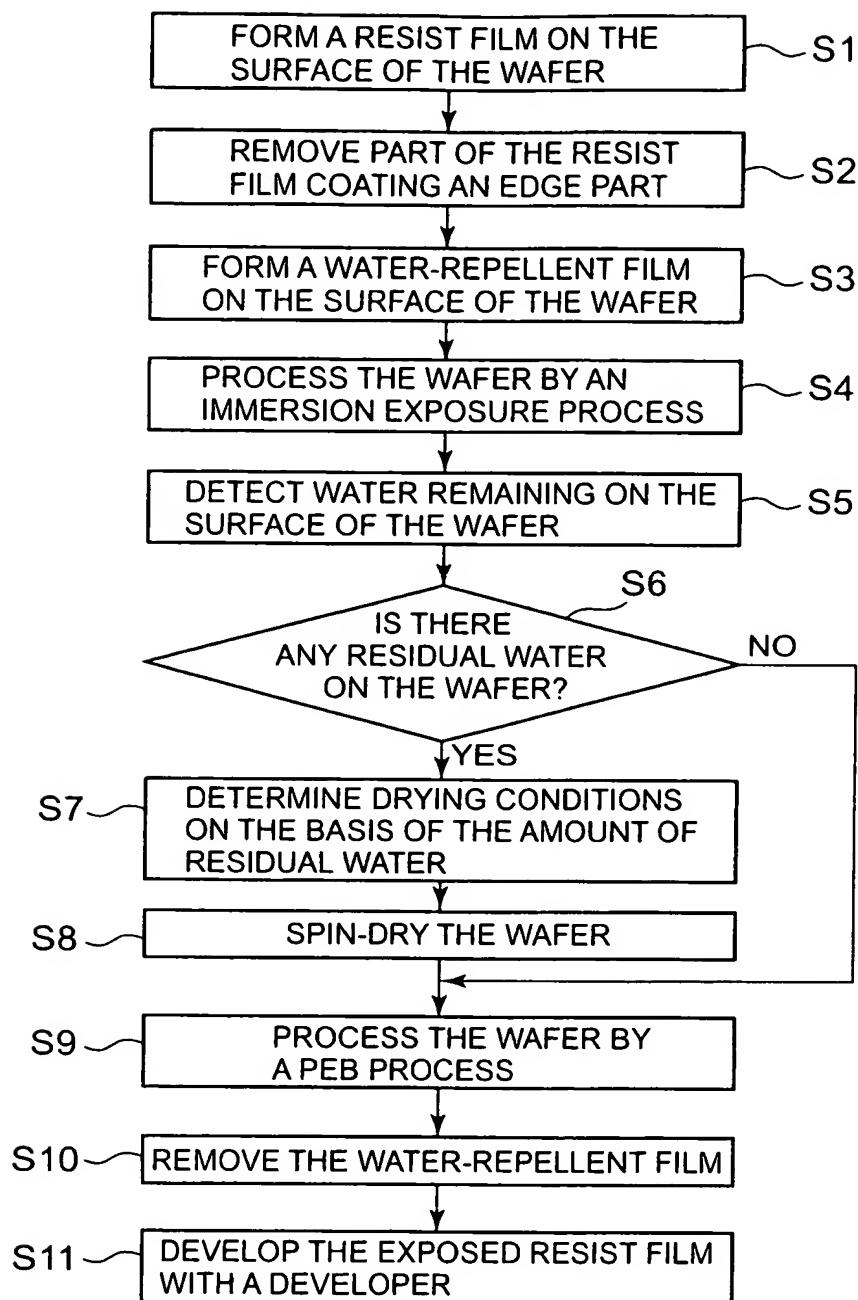 FORM A RESIST FILM ON THE
SURFACE OF THE WAFER
S1
REMOVE PART OF THE RESIST
FILM COATING AN EDGE PART
S2
FORM A WATER-REPELLENT FILM
ON THE SURFACE OF THE WAFER
S3
PROCESS THE WAFER BY AN
IMMERSION EXPOSURE PROCESS
S4
DETECT WATER REMAINING ON THE
SURFACE OF THE WAFER
S5
S6
IS THERE
ANY RESIDUAL WATER
ON THE WAFER?
NO
YES
S7
DETERMINE DRYING CONDITIONS
ON THE BASIS OF THE AMOUNT OF
RESIDUAL WATER
S8
SPIN-DRY THE WAFER
S9
PROCESS THE WAFER BY
A PEB PROCESS
S10
REMOVE THE WATER-REPELLENT FILM
S11
DEVELOP THE EXPOSED RESIST FILM
WITH A DEVELOPER